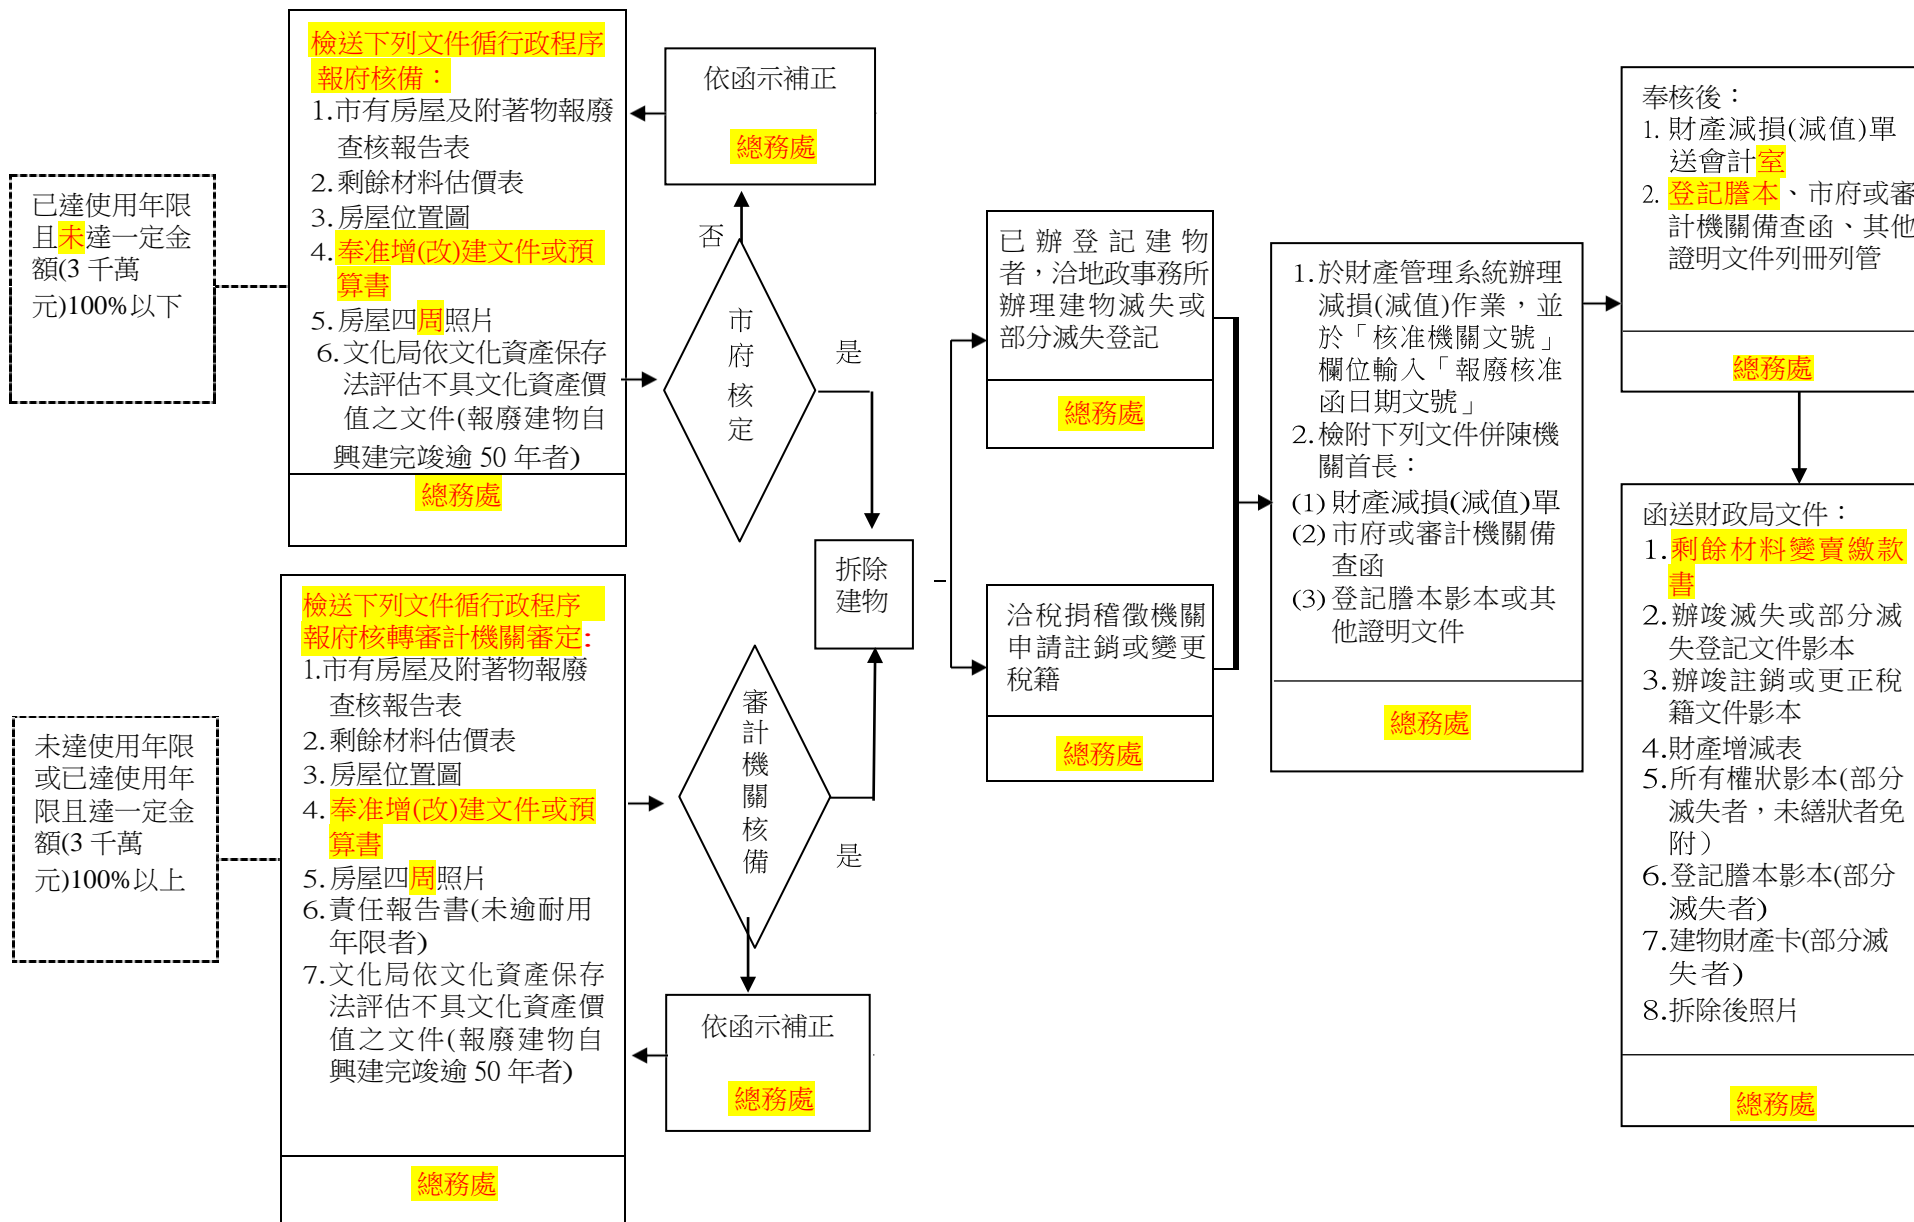 已達使用年限
且未達一定金
額(3 千萬
元)100%以下
檢送下列文件循行政程序
報府核備：
1.市有房屋及附著物報廢
查核報告表
2.剩餘材料估價表
3.房屋位置圖
4.奉准增(改)建文件或預
算書
5.房屋四周照片
6.文化局依文化資產保存
法評估不具文化資產價
值之文件(報廢建物自
興建完竣逾 50 年者)
總務處
依函示補正
總務處
否
市
府
核
定
是
未達使用年限
或已達使用年
限且達一定金
額(3 千萬
元)100%以上
檢送下列文件循行政程序
報府核轉審計機關審定:
1.市有房屋及附著物報廢
查核報告表
2.剩餘材料估價表
3.房屋位置圖
4.奉准增(改)建文件或預
算書
5.房屋四周照片
6.責任報告書(未逾耐用
年限者)
7.文化局依文化資產保存
法評估不具文化資產價
值之文件(報廢建物自
興建完竣逾 50 年者)
總務處
審
計
機
關
核
備
是
依函示補正
總務處
拆除
建物
已辦登記建物
者，洽地政事務所
辦理建物滅失或
部分滅失登記
總務處
洽稅捐稽徵機關
申請註銷或變更
稅籍
總務處
1.於財產管理系統辦理
減損(減值)作業，並
於「核准機關文號」
欄位輸入「報廢核准
函日期文號」
2.檢附下列文件併陳機
關首長：
(1)財產減損(減值)單
(2)市府或審計機關備
查函
(3)登記謄本影本或其
他證明文件
總務處
奉核後：
1.財產減損(減值)單
送會計室
2.登記謄本、市府或審
計機關備查函、其他
證明文件列冊列管
總務處
函送財政局文件：
1.剩餘材料變賣繳款
書
2.辦竣滅失或部分滅
失登記文件影本
3.辦竣註銷或更正稅
籍文件影本
4.財產增減表
5.所有權狀影本(部分
滅失者，未繕狀者免
附）
6.登記謄本影本(部分
滅失者)
7.建物財產卡(部分滅
失者)
8.拆除後照片
總務處